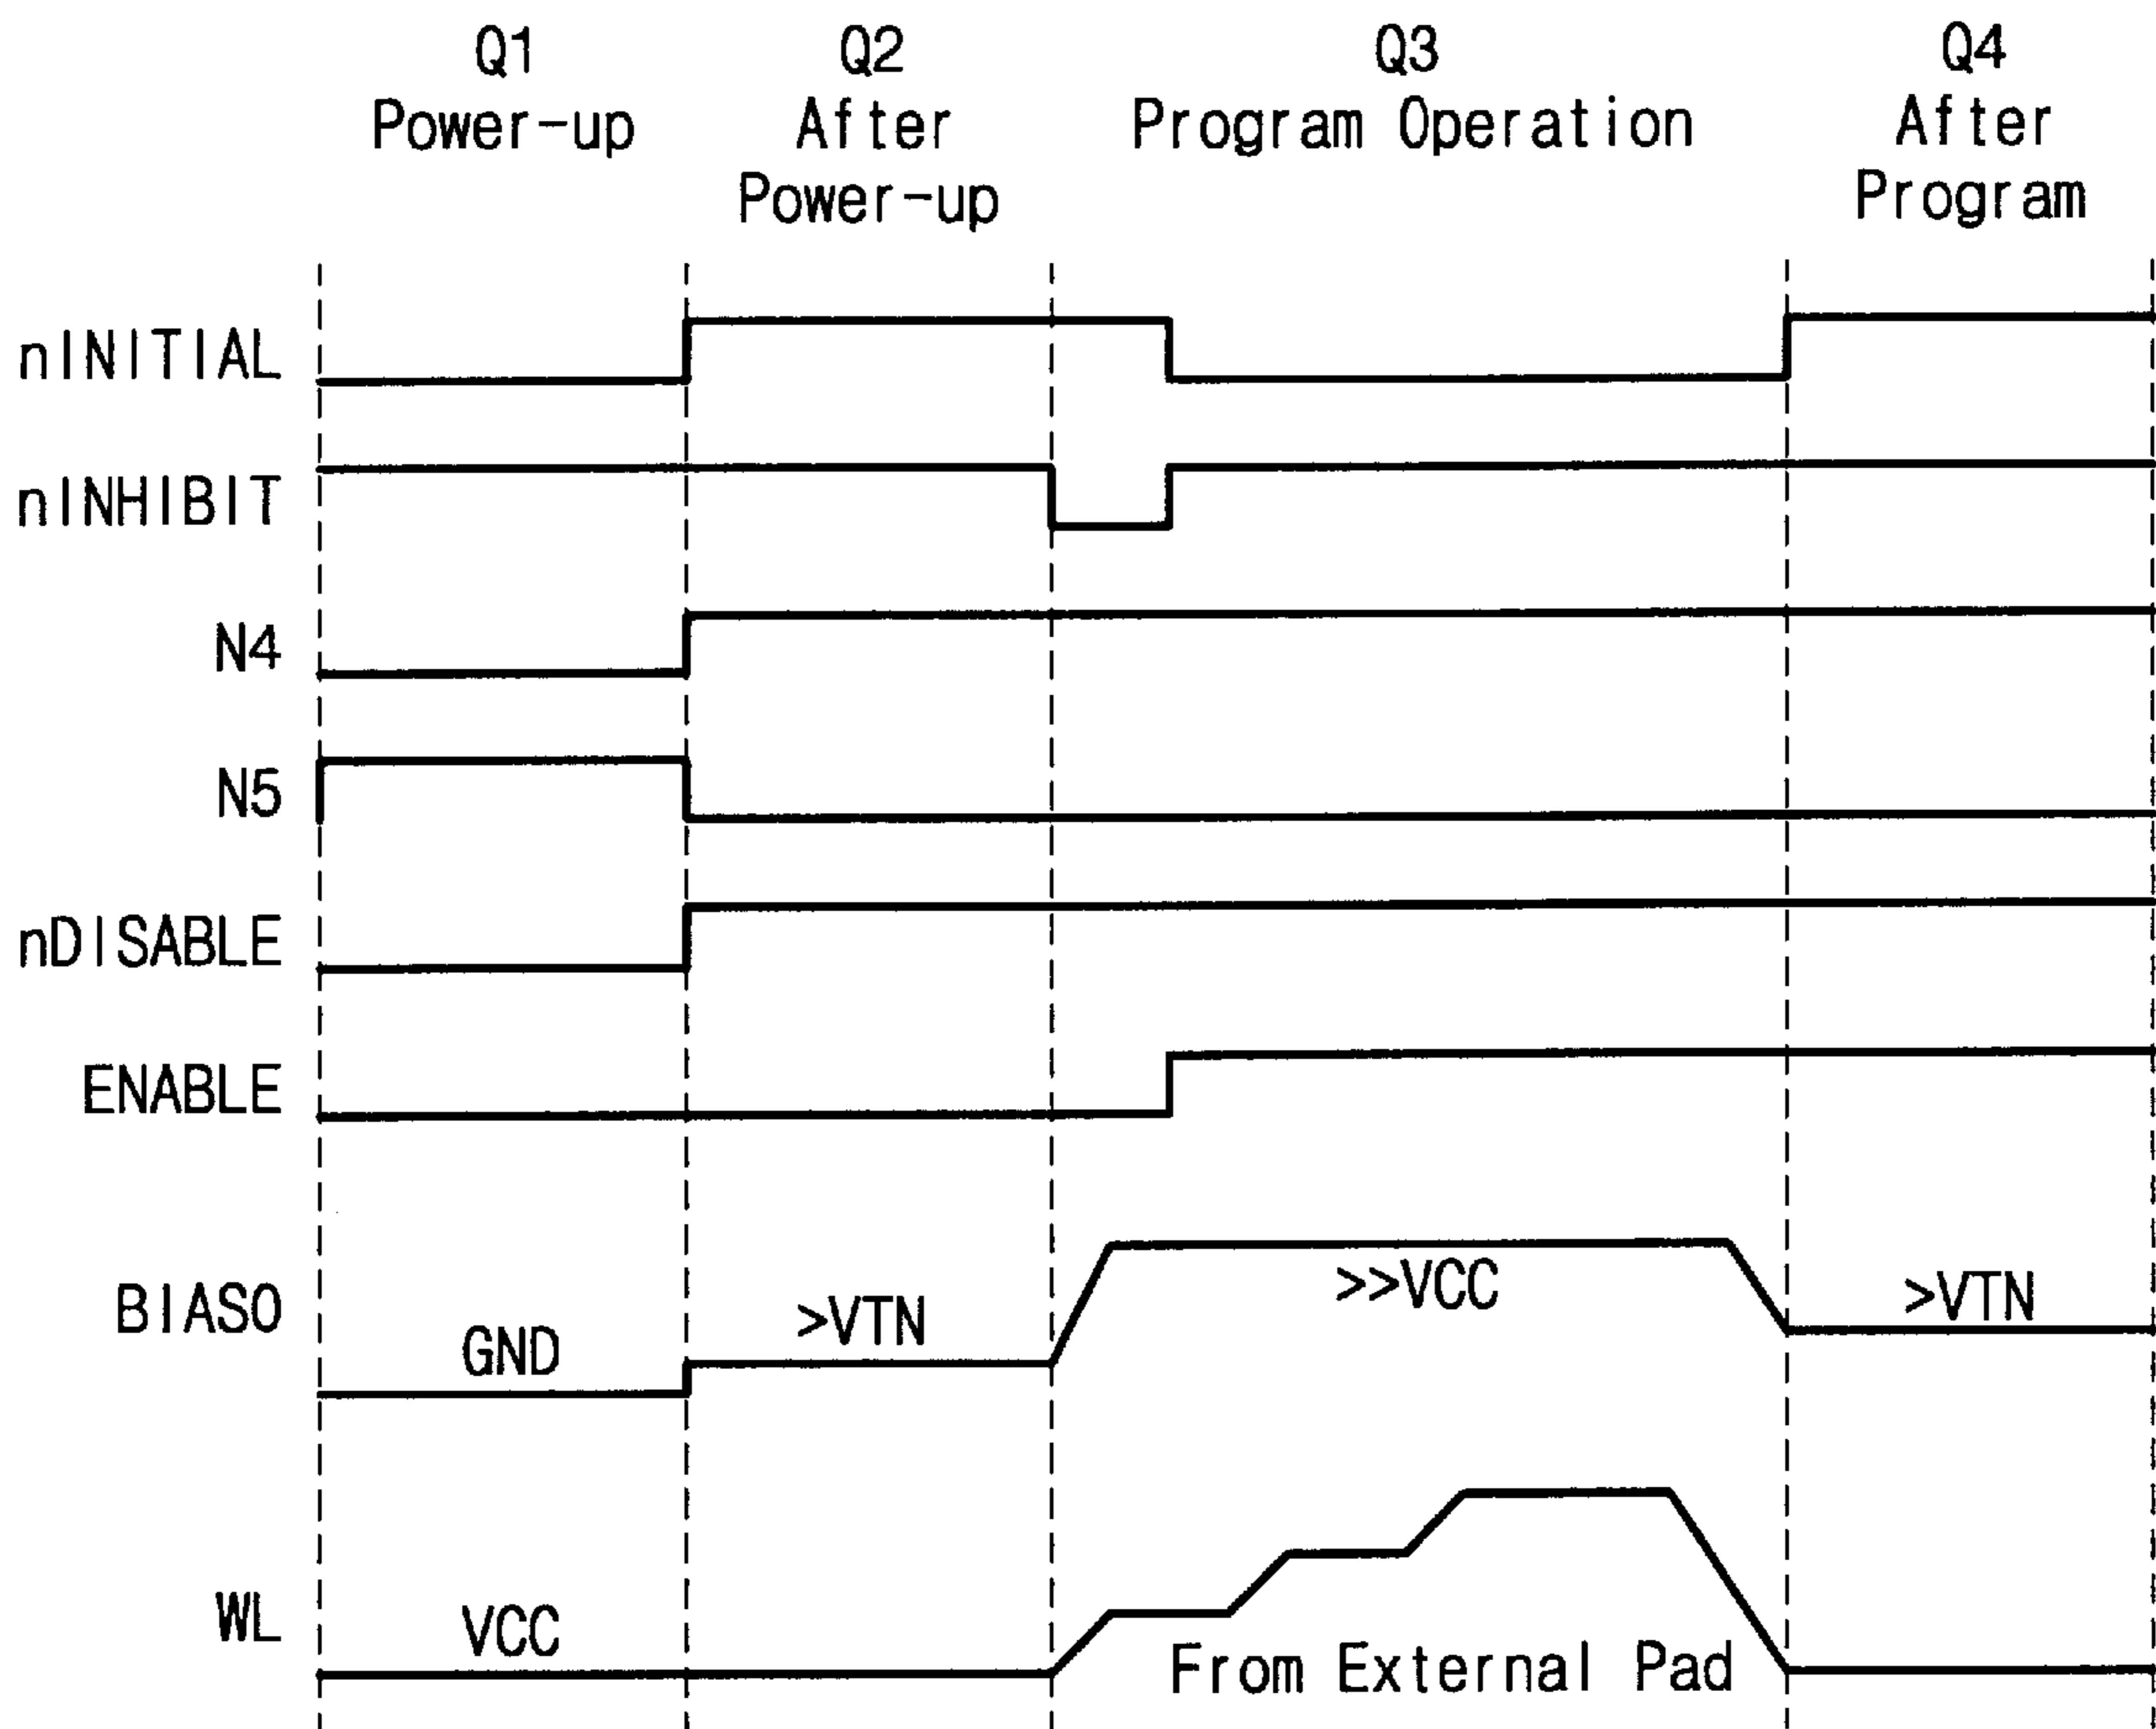 Q1
Power-up
Q2
After
Power-up
Q3
Program Operation
Q4
After
Program
nINITIAL
nINHIBIT
N4
N5
nDISABLE
ENABLE
BIAS0
GND
>VTN
>>VCC
>VTN
WL
VCC
From External Pad